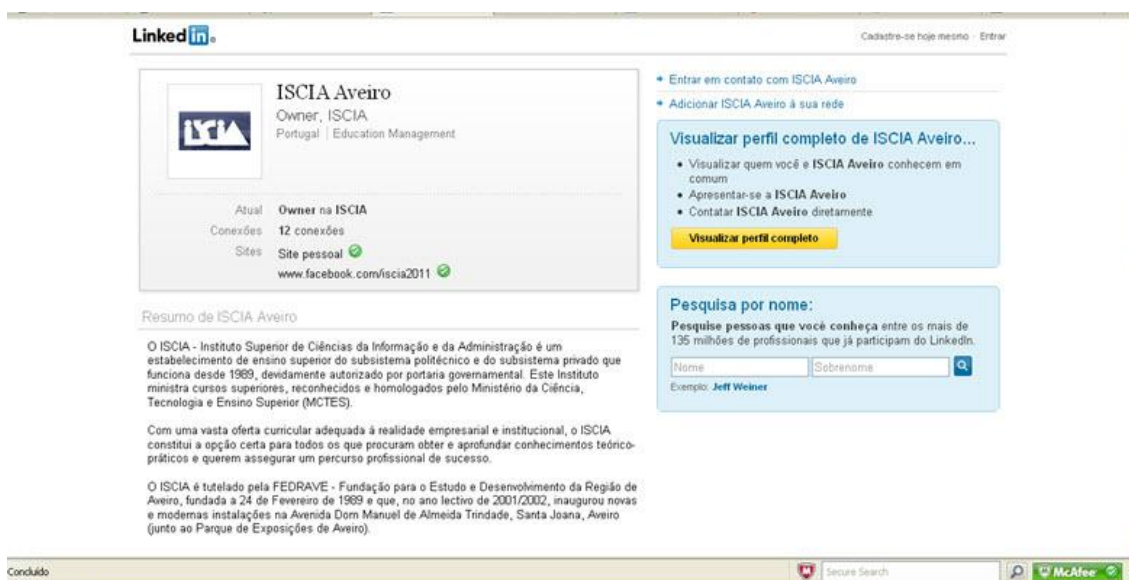 Linked in
Cadastre-se hoje mesmo - Entrar
ISCIA
ISCIA Aveiro
Owner, ISCIA
Portugal | Education Management
Atual Owner na ISCIA
Conexões 12 conexões
Sites Site pessoal
www.facebook.com/iscia2011
Resumo de ISCIA Aveiro
O ISCIA - Instituto Superior de Ciências da Informação e da Administração é um
estabelecimento de ensino superior do subsistema politécnico e do subsistema privado que
funciona desde 1989, devidamente autorizado por portaria governamental. Este Instituto
ministra cursos superiores, reconhecidos e homologados pelo Ministério da Ciência,
Tecnologia e Ensino Superior (MCTES).
Com uma vasta oferta curricular adequada á realidade empresarial e institucional, o ISCIA
constitui a opção certa para todos os que procuram obter e aprofundar conhecimentos teórico-
práticos e querem assegurar um percurso profissional de sucesso.
O ISCIA é tutelado pela FEDRAVE - Fundação para o Estudo e Desenvolvimento da Região de
Aveiro, fundada a 24 de Fevereiro de 1989 e que, no ano lectivo de 2001/2002, inaugurou novas
e modernas instalações na Avenida Dom Manuel de Almeida Trindade, Santa Joana, Aveiro
(junto ao Parque de Exposições de Aveiro).
Entrar em contato com ISCIA Aveiro
Adicionar ISCIA Aveiro à sua rede
Visualizar perfil completo de ISCIA Aveiro...
• Visualizar quem você e ISCIA Aveiro conhecem em
comum
• Apresentar-se a ISCIA Aveiro
• Contatar ISCIA Aveiro diretamente
Visualizar perfil completo
Pesquisa por nome:
Pesquise pessoas que você conheça entre os mais de
135 milhões de profissionais que já participam do LinkedIn.
Nome Sobrenome
Exemplo: Jeff Weiner
Concluído
Secure Search
McAfee